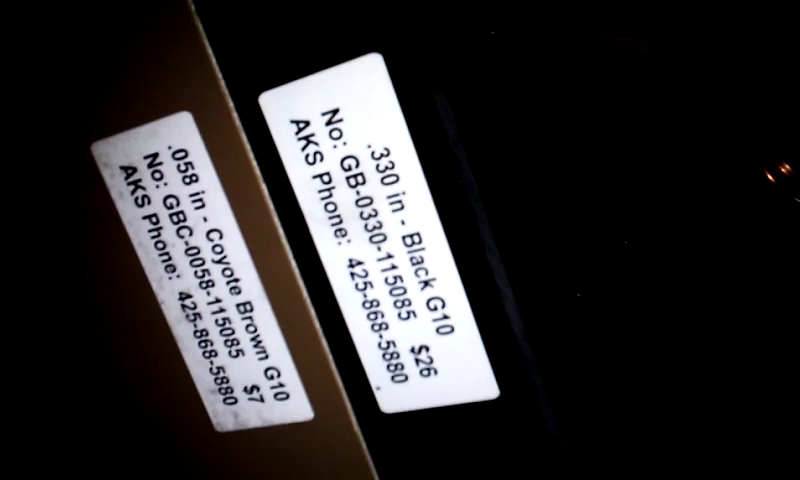 .058 in - Coyote Brown G10
No: GBC-0058-115085 $7
AKS Phone: 425-868-5880
.330 in - Black G10
No: GB-0330-115085 $26
AKS Phone: 425-868-5880